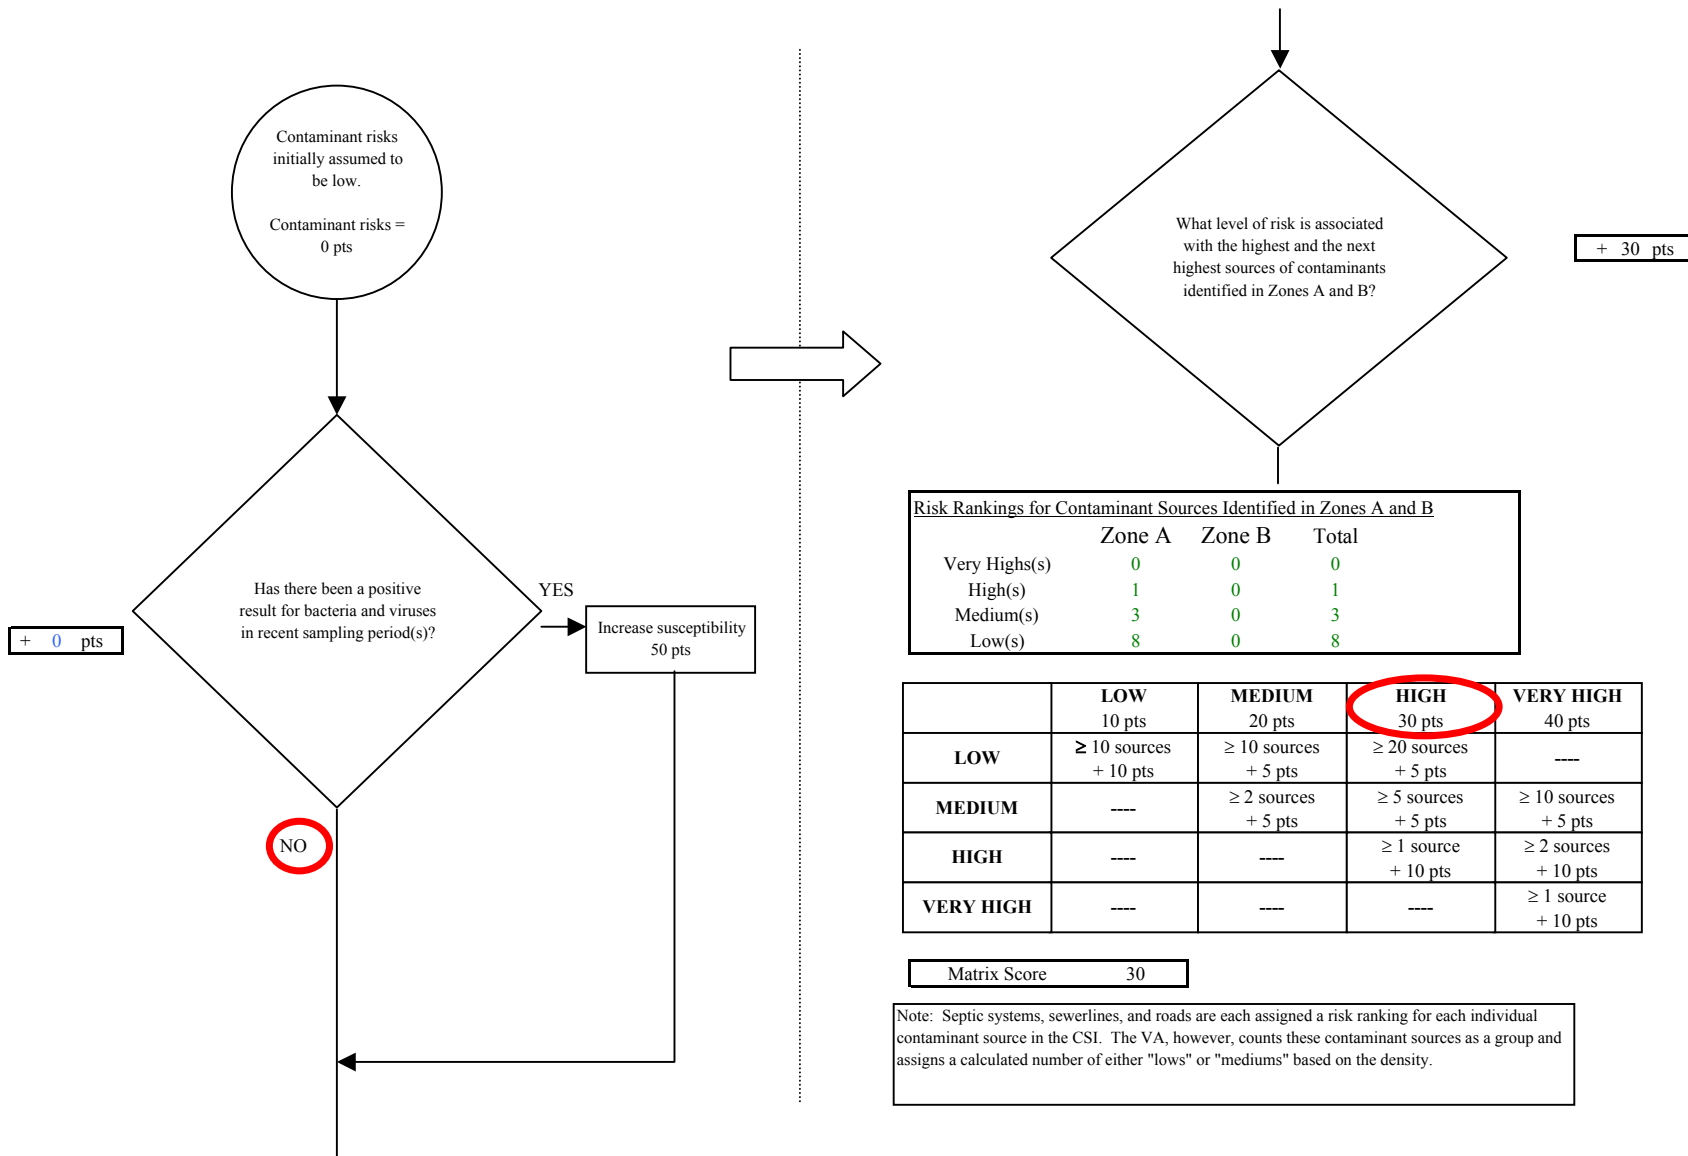 Contaminant risks
initially assumed to
be low.
Contaminant risks =
0 pts
Has there been a positive
result for bacteria and viruses
in recent sampling period(s)?
+ 0 pts
YES
Increase susceptibility
50 pts
NO
What level of risk is associated
with the highest and the next
highest sources of contaminants
identified in Zones A and B?
+ 30 pts
Risk Rankings for Contaminant Sources Identified in Zones A and B
Zone A Zone B Total
Very Highs(s) 0 0 0
High(s) 1 0 1
Medium(s) 3 0 3
Low(s) 8 0 8
LOW MEDIUM HIGH VERY HIGH
10 pts 20 pts 30 pts 40 pts
LOW ≥ 10 sources ≥ 10 sources ≥ 20 sources ----
+ 10 pts + 5 pts + 5 pts
MEDIUM ---- ≥ 2 sources ≥ 5 sources ≥ 10 sources
+ 5 pts + 5 pts + 5 pts
HIGH ---- ---- ≥ 1 source ≥ 2 sources
+ 10 pts + 10 pts
VERY HIGH ---- ---- ---- ≥ 1 source
+ 10 pts
Matrix Score 30
Note: Septic systems, sewerlines, and roads are each assigned a risk ranking for each individual
contaminant source in the CSI. The VA, however, counts these contaminant sources as a group and
assigns a calculated number of either "lows" or "mediums" based on the density.